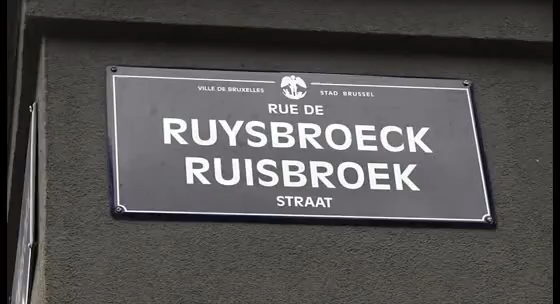 VILLE DE BRUXELLES STAD BRUSSEL
RUE DE
RUYSBROECK
RUISBROEK
STRAAT